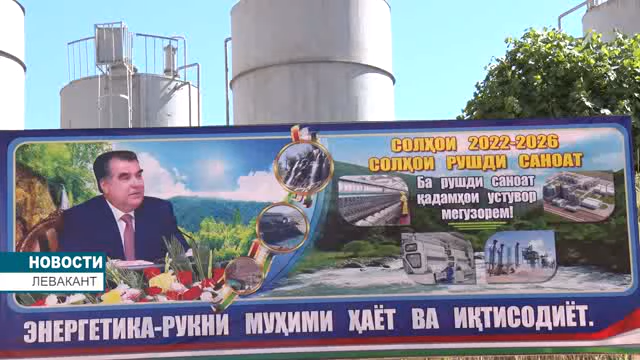 СОЛҲОИ 2022-2026
СОЛҲОИ РУШДИ САНОАТ
Ба рушди саноат
қадамҳои устувор
мегузорем!
НОВОСТИ
ЛЕВАКАНТ
ЭНЕРГЕТИКА-РУКНИ МУҲИМИ ҲАЁТ ВА ИҚТИСОДИЁТ.